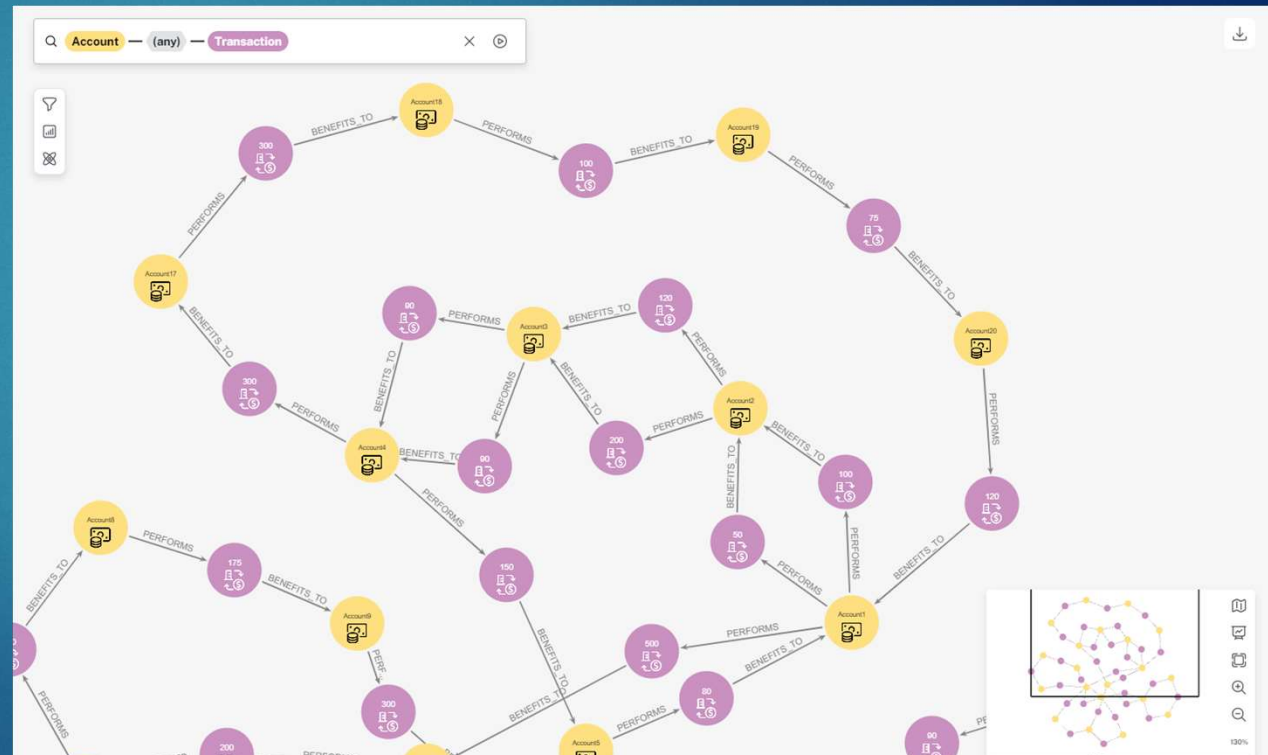 Account — (any) — Transaction
Account18
BENEFITS_TO
PERFORMS
Account19
300
100
BENEFITS_TO
PERFORMS
PERFORMS
75
BENEFITS_TO
Account17
90
120
PERFORMS
BENEFITS_TO
Account3
BENEFITS_TO
PERFORMS
Account20
BENEFITS_TO
PERFORMS
BENEFITS_TO
300
PERFORMS
Account2
PERFORMS
PERFORMS
200
BENEFITS_TO
Account4
BENEFITS_TO
90
BENEFITS_TO
100
120
PERFORMS
Account8
PERFORMS
50
PERFORMS
BENEFITS_TO
175
150
PERFORMS
BENEFITS_TO
BENEFITS_TO
Account9
Account1
500
PERFORMS
BENEFITS_TO
BENEFITS_TO
PERF…
300
80
BENEFITS_TO
PERFORMS
PERFORMS
Account5
200
90
130%